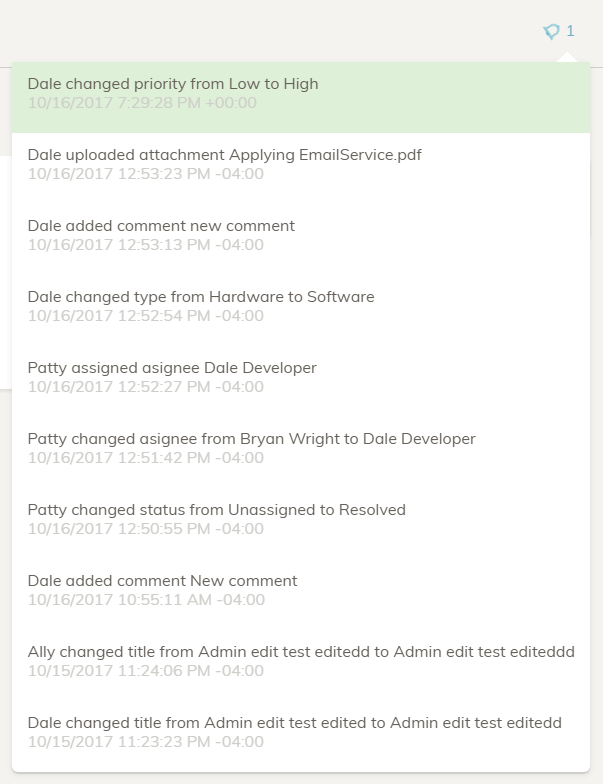 1
Dale changed priority from Low to High
10/16/2017 7:29:28 PM +00:00
Dale uploaded attachment Applying EmailService.pdf
10/16/2017 12:53:23 PM -04:00
Dale added comment new comment
10/16/2017 12:53:13 PM -04:00
Dale changed type from Hardware to Software
10/16/2017 12:52:54 PM -04:00
Patty assigned asignee Dale Developer
10/16/2017 12:52:27 PM -04:00
Patty changed asignee from Bryan Wright to Dale Developer
10/16/2017 12:51:42 PM -04:00
Patty changed status from Unassigned to Resolved
10/16/2017 12:50:55 PM -04:00
Dale added comment New comment
10/16/2017 10:55:11 AM -04:00
Ally changed title from Admin edit test editedd to Admin edit test editeddd
10/15/2017 11:24:06 PM -04:00
Dale changed title from Admin edit test edited to Admin edit test editedd
10/15/2017 11:23:23 PM -04:00